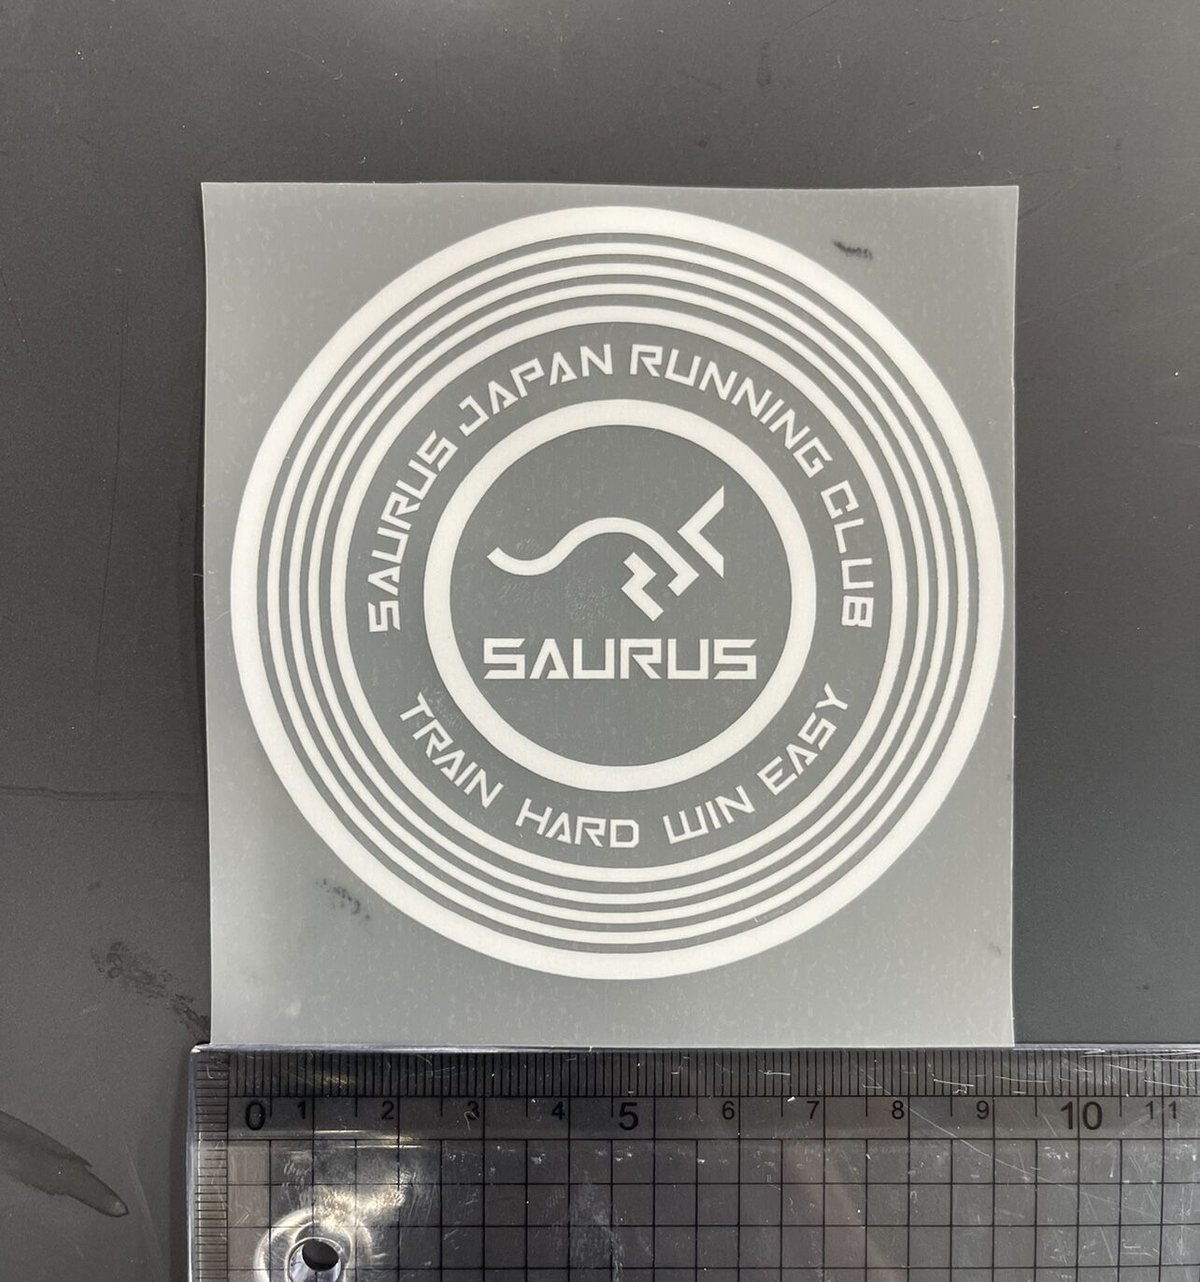 SAURUS JAPAN RUNNING CLUB
SAURUS
TRAIN HARD WIN EASY
0 1 2 3 4 5 6 7 8 9 10 11